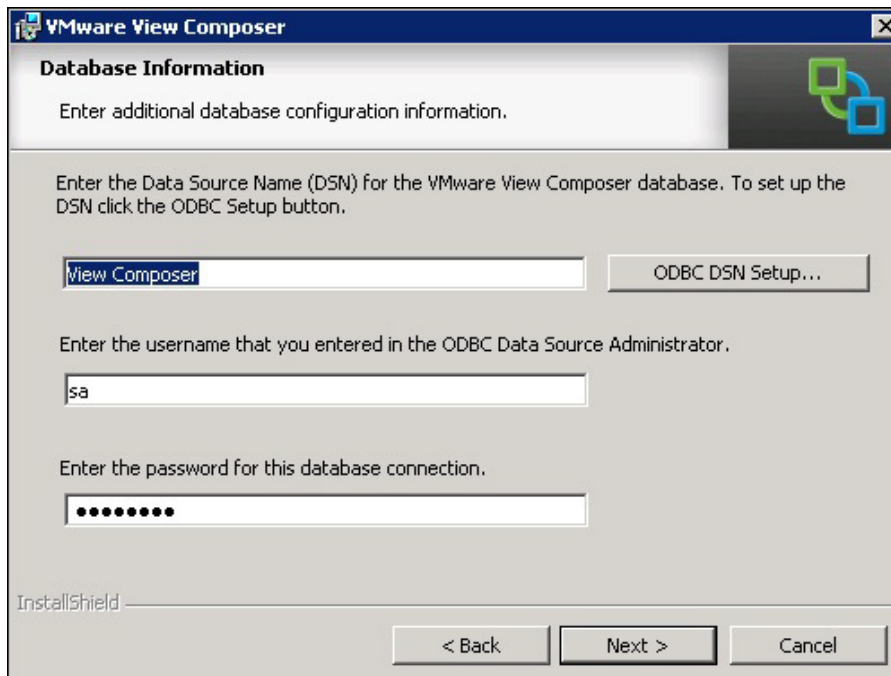 VMware View Composer
Database Information
Enter additional database configuration information.
Enter the Data Source Name (DSN) for the VMware View Composer database. To set up the
DSN click the ODBC Setup button.
View Composer
ODBC DSN Setup...
Enter the username that you entered in the ODBC Data Source Administrator.
sa
Enter the password for this database connection.
••••••••
InstallShield
< Back
Next >
Cancel